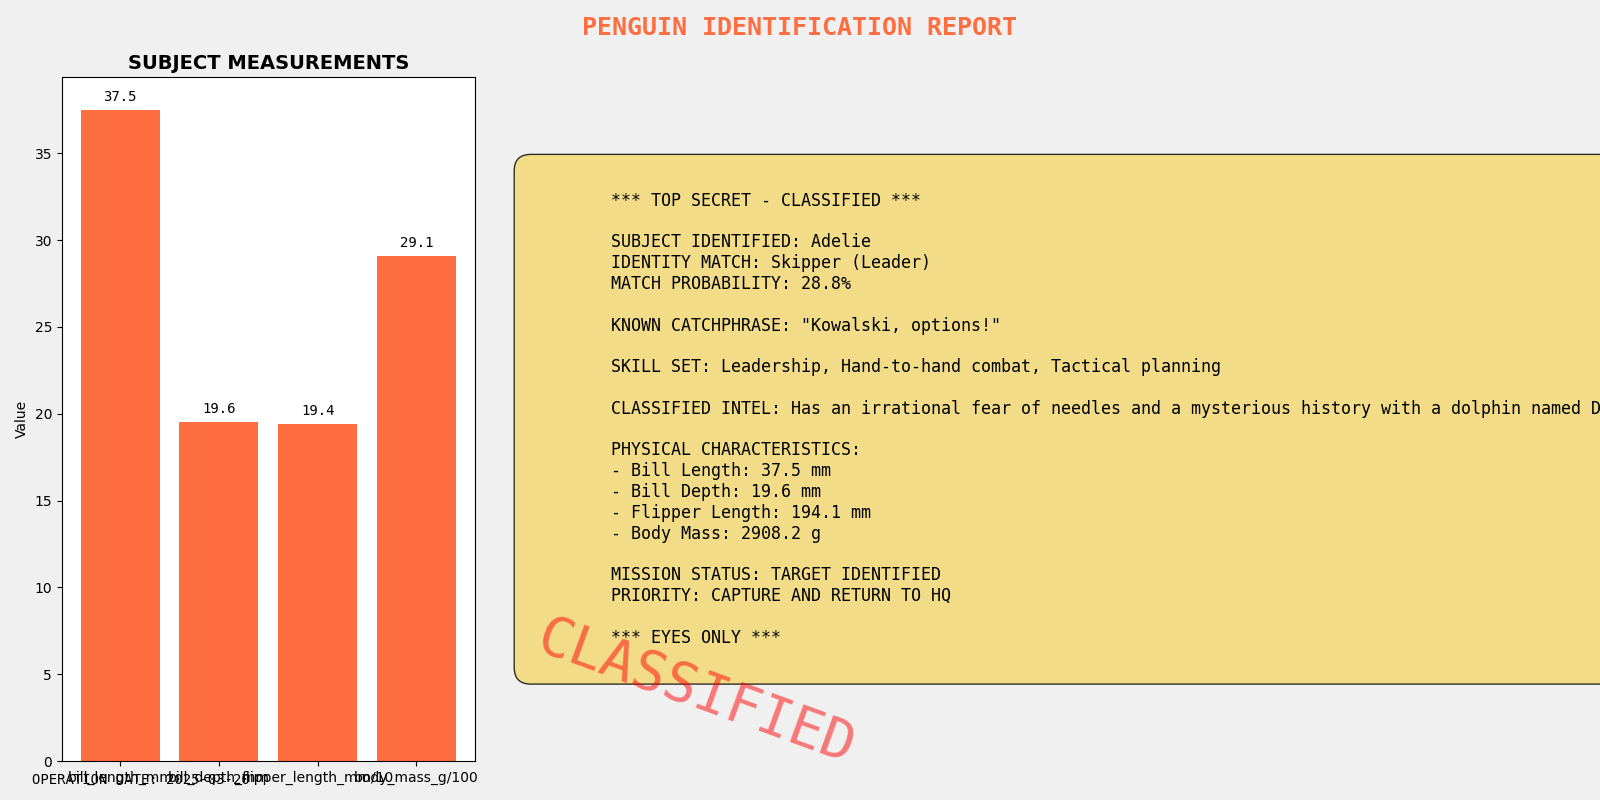 PENGUIN IDENTIFICATION REPORT
SUBJECT MEASUREMENTS
37.5
19.6
19.4
29.1
35
30
25
20
15
10
5
0
Value
bill_length_mm
bill_depth_mm
flipper_length_mm/10
body_mass_g/100
OPERATION DATE: 2025-03-20
*** TOP SECRET - CLASSIFIED ***
SUBJECT IDENTIFIED: Adelie
IDENTITY MATCH: Skipper (Leader)
MATCH PROBABILITY: 28.8%
KNOWN CATCHPHRASE: "Kowalski, options!"
SKILL SET: Leadership, Hand-to-hand combat, Tactical planning
CLASSIFIED INTEL: Has an irrational fear of needles and a mysterious history with a dolphin named
PHYSICAL CHARACTERISTICS:
- Bill Length: 37.5 mm
- Bill Depth: 19.6 mm
- Flipper Length: 194.1 mm
- Body Mass: 2908.2 g
MISSION STATUS: TARGET IDENTIFIED
PRIORITY: CAPTURE AND RETURN TO HQ
*** EYES ONLY ***
CLASSIFIED